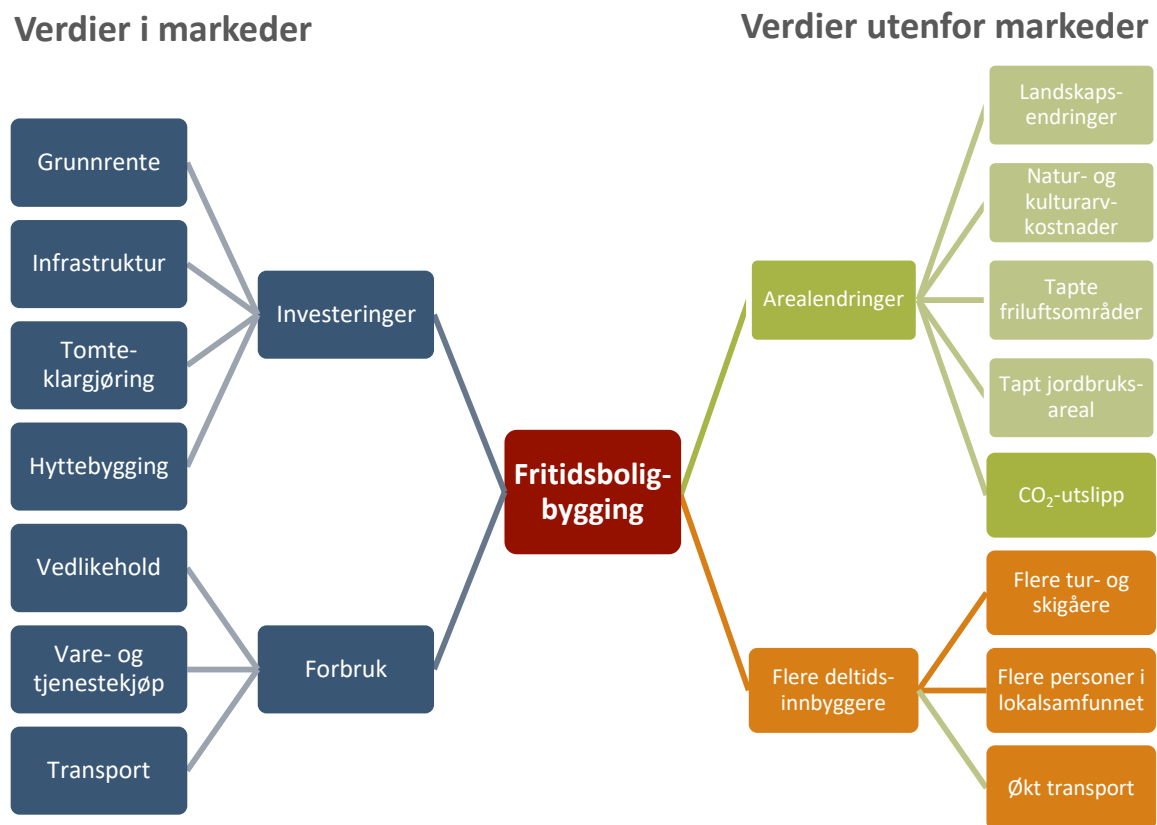 Verdier i markeder
Verdier utenfor markeder
Grunnrente
Infrastruktur
Tomte-
klargjøring
Hyttebygging
Vedlikehold
Vare- og
tjenestekjøp
Transport
Investeringer
Forbruk
Fritidsbolig-
bygging
Arealendringer
Flere deltids-
innbyggere
Landskaps-
endringer
Natur- og
kulturarv-
kostnader
Tapte
friluftsområder
Tapt jordbruks-
areal
CO₂-utslipp
Flere tur- og
skigåere
Flere personer i
lokalsamfunnet
Økt transport